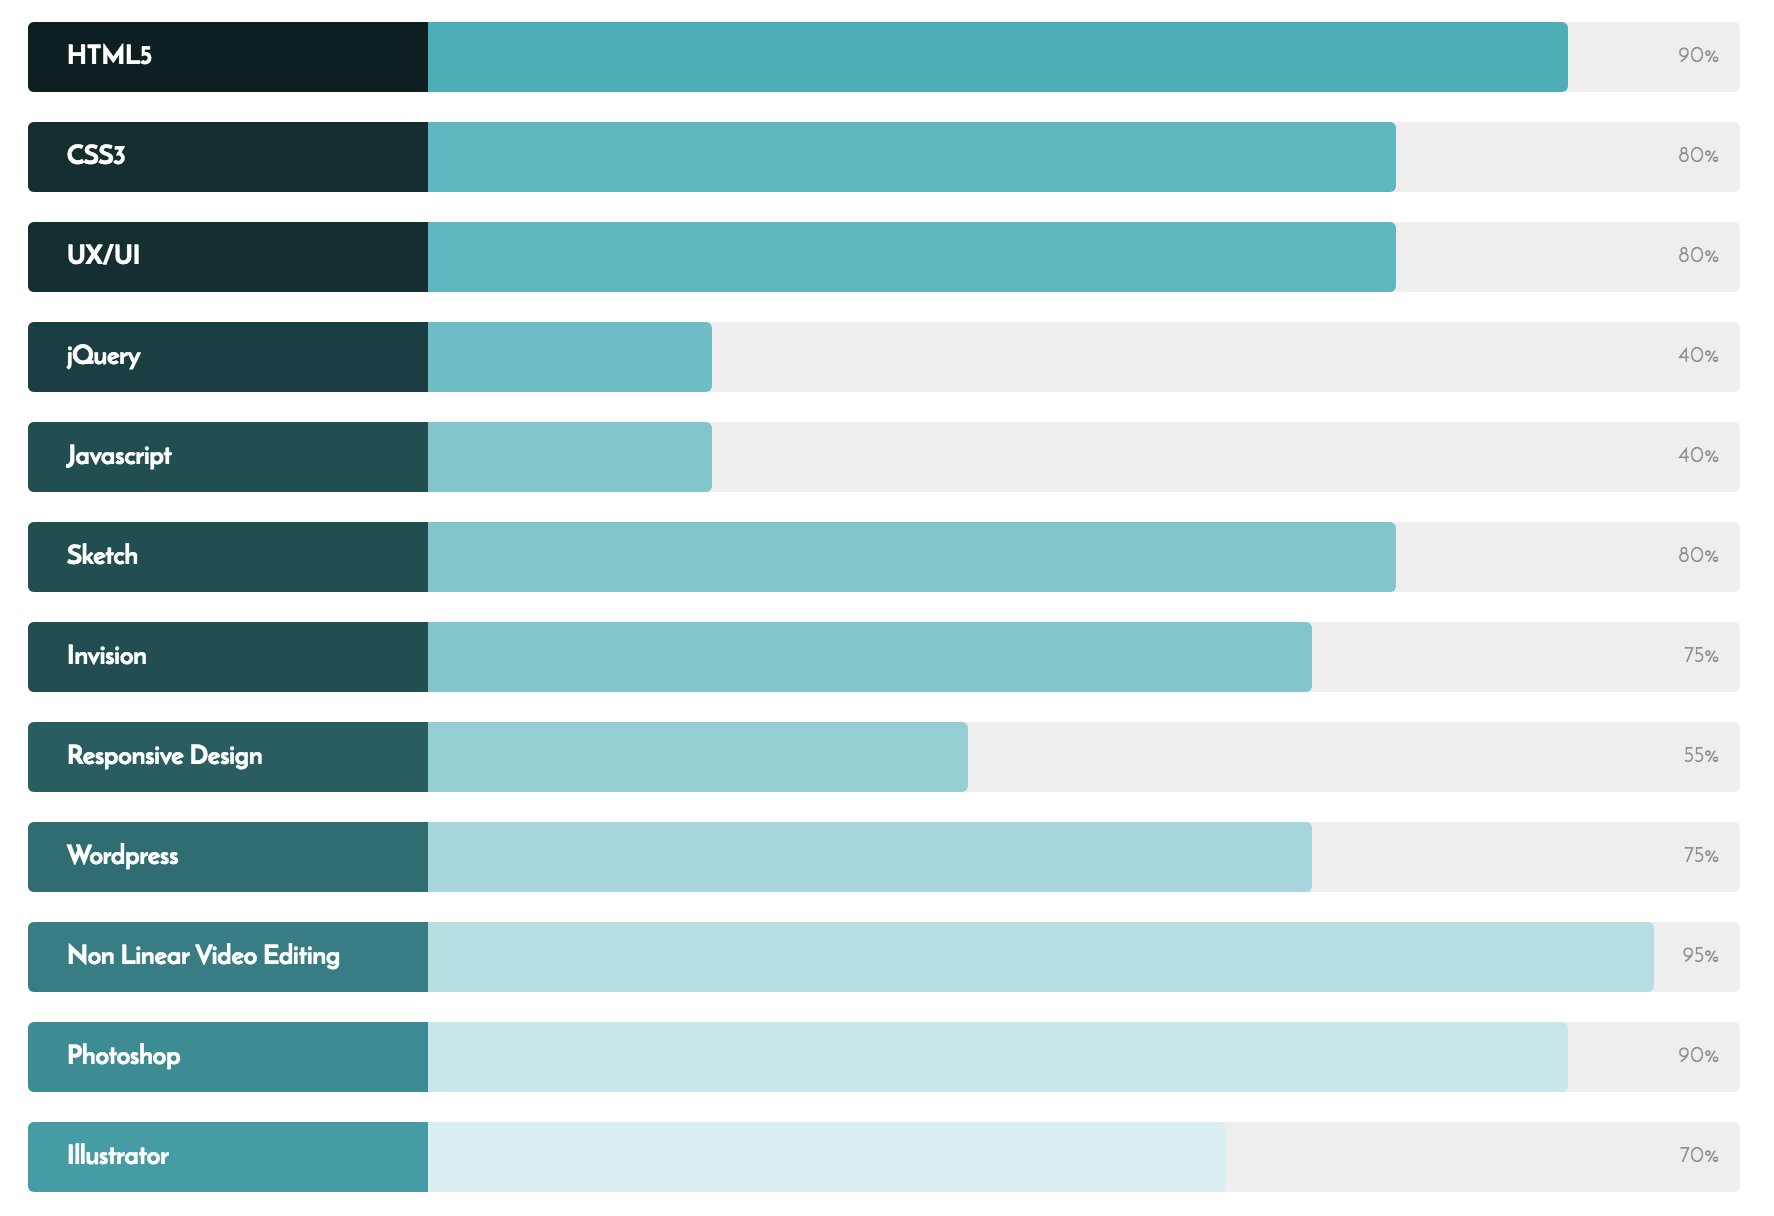 HTML5 90%
CSS3 80%
UX/UI 80%
jQuery 40%
Javascript 40%
Sketch 80%
Invision 75%
Responsive Design 55%
Wordpress 75%
Non Linear Video Editing 95%
Photoshop 90%
Illustrator 70%